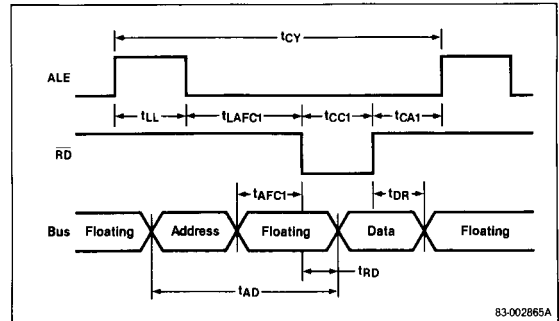 tCY
ALE
tLL tLAFC1 tCC1 tCA1
RD
tAFC1 tDR
Bus Floating Address Floating Data Floating
tRD
tAD
83-002865A